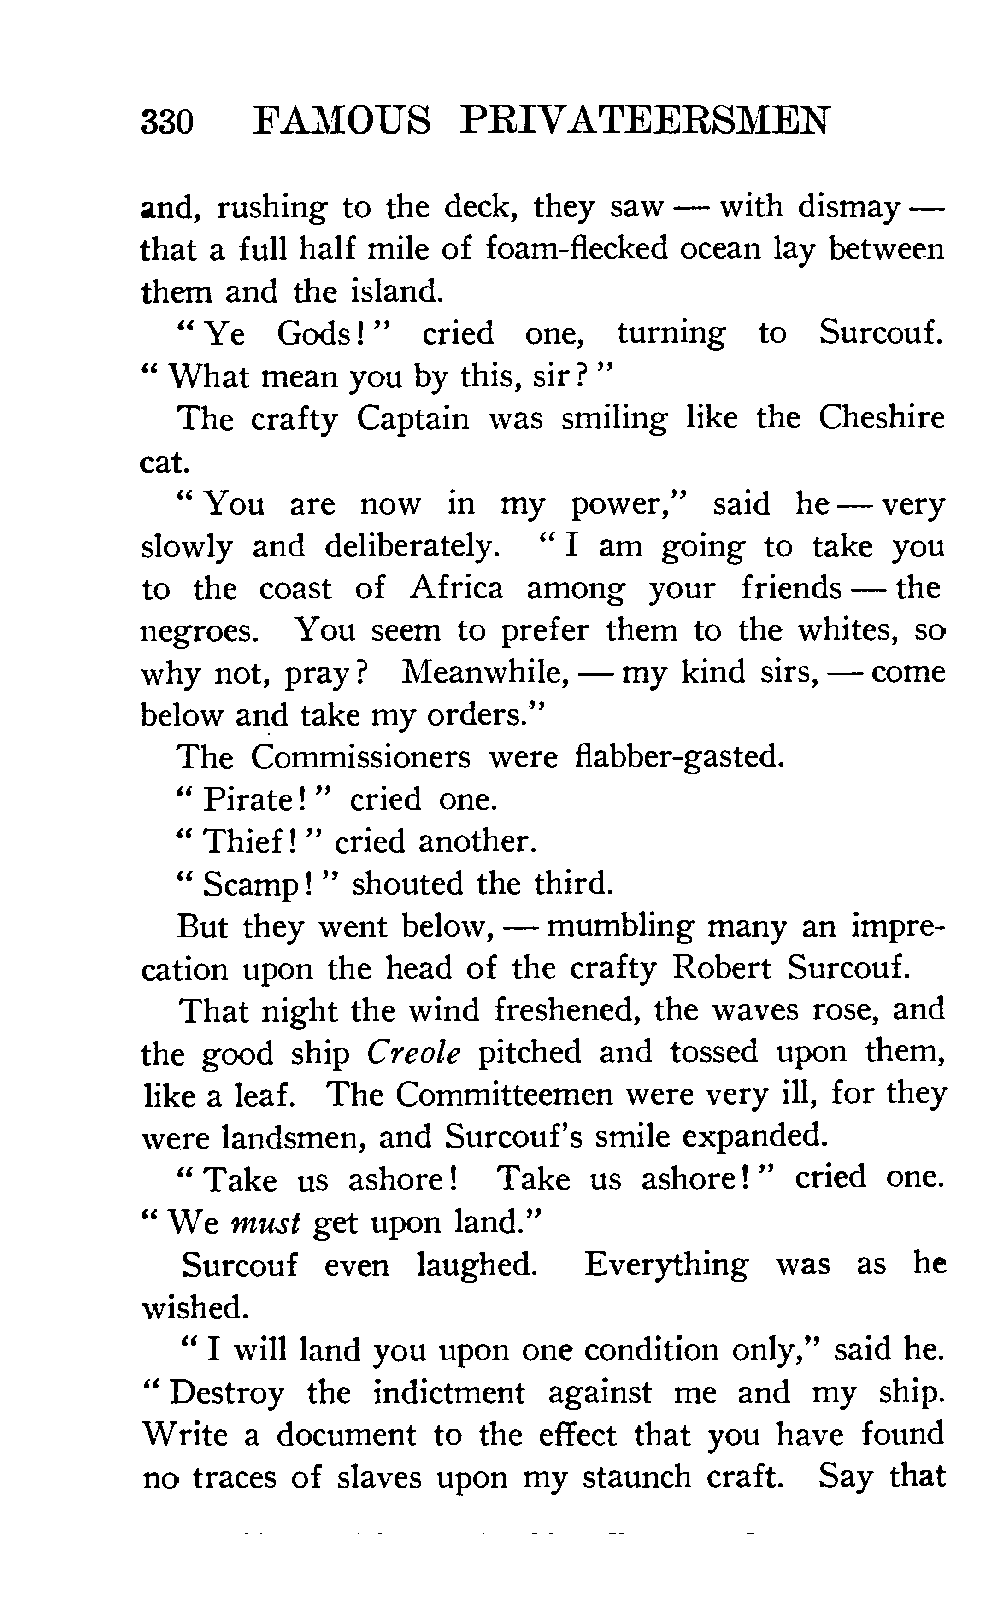 330 FAMOUS PRIVATEERSMEN
and, rushing to the deck, they saw — with dismay —
that a full half mile of foam-flecked ocean lay between
them and the island.
“ Ye Gods! ” cried one, turning to Surcouf.
“ What mean you by this, sir? ”
The crafty Captain was smiling like the Cheshire
cat.
“ You are now in my power,” said he — very
slowly and deliberately. “ I am going to take you
to the coast of Africa among your friends — the
negroes. You seem to prefer them to the whites, so
why not, pray? Meanwhile, — my kind sirs, — come
below and take my orders.”
The Commissioners were flabber-gasted.
“ Pirate! ” cried one.
“ Thief! ” cried another.
“ Scamp! ” shouted the third.
But they went below, — mumbling many an impre-
cation upon the head of the crafty Robert Surcouf.
That night the wind freshened, the waves rose, and
the good ship Creole pitched and tossed upon them,
like a leaf. The Committeemen were very ill, for they
were landsmen, and Surcouf’s smile expanded.
“ Take us ashore! Take us ashore! ” cried one.
“ We must get upon land.”
Surcouf even laughed. Everything was as he
wished.
“ I will land you upon one condition only,” said he.
“ Destroy the indictment against me and my ship.
Write a document to the effect that you have found
no traces of slaves upon my staunch craft. Say that